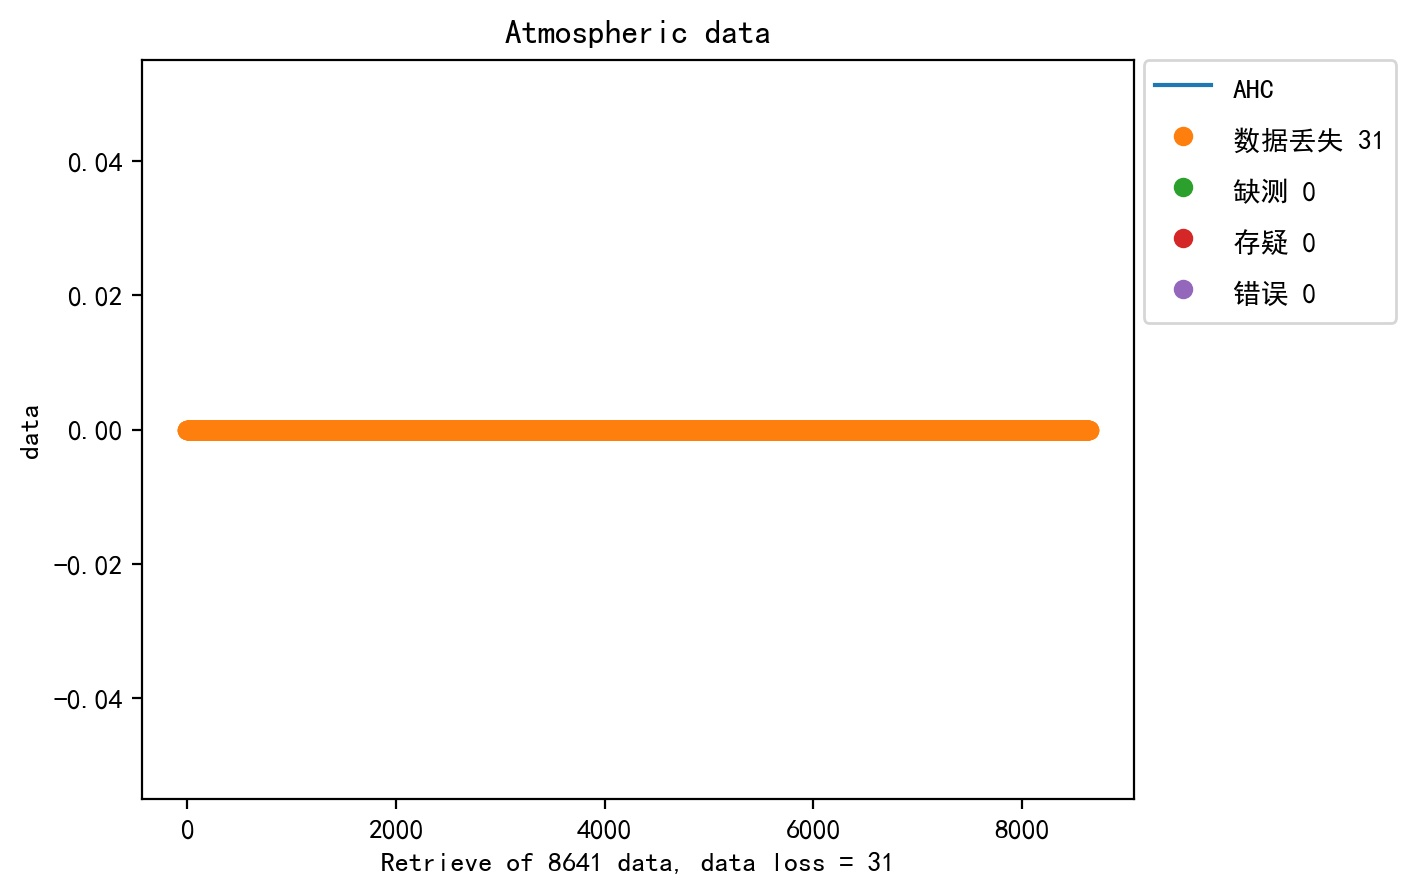 Atmospheric data
AHC
数据丢失 31
缺测 0
存疑 0
错误 0
0.04
0.02
0.00
-0.02
-0.04
data
0 2000 4000 6000 8000
Retrieve of 8641 data, data loss = 31